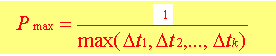 P max = 1 / max(Δt1, Δt2,..., Δtk)